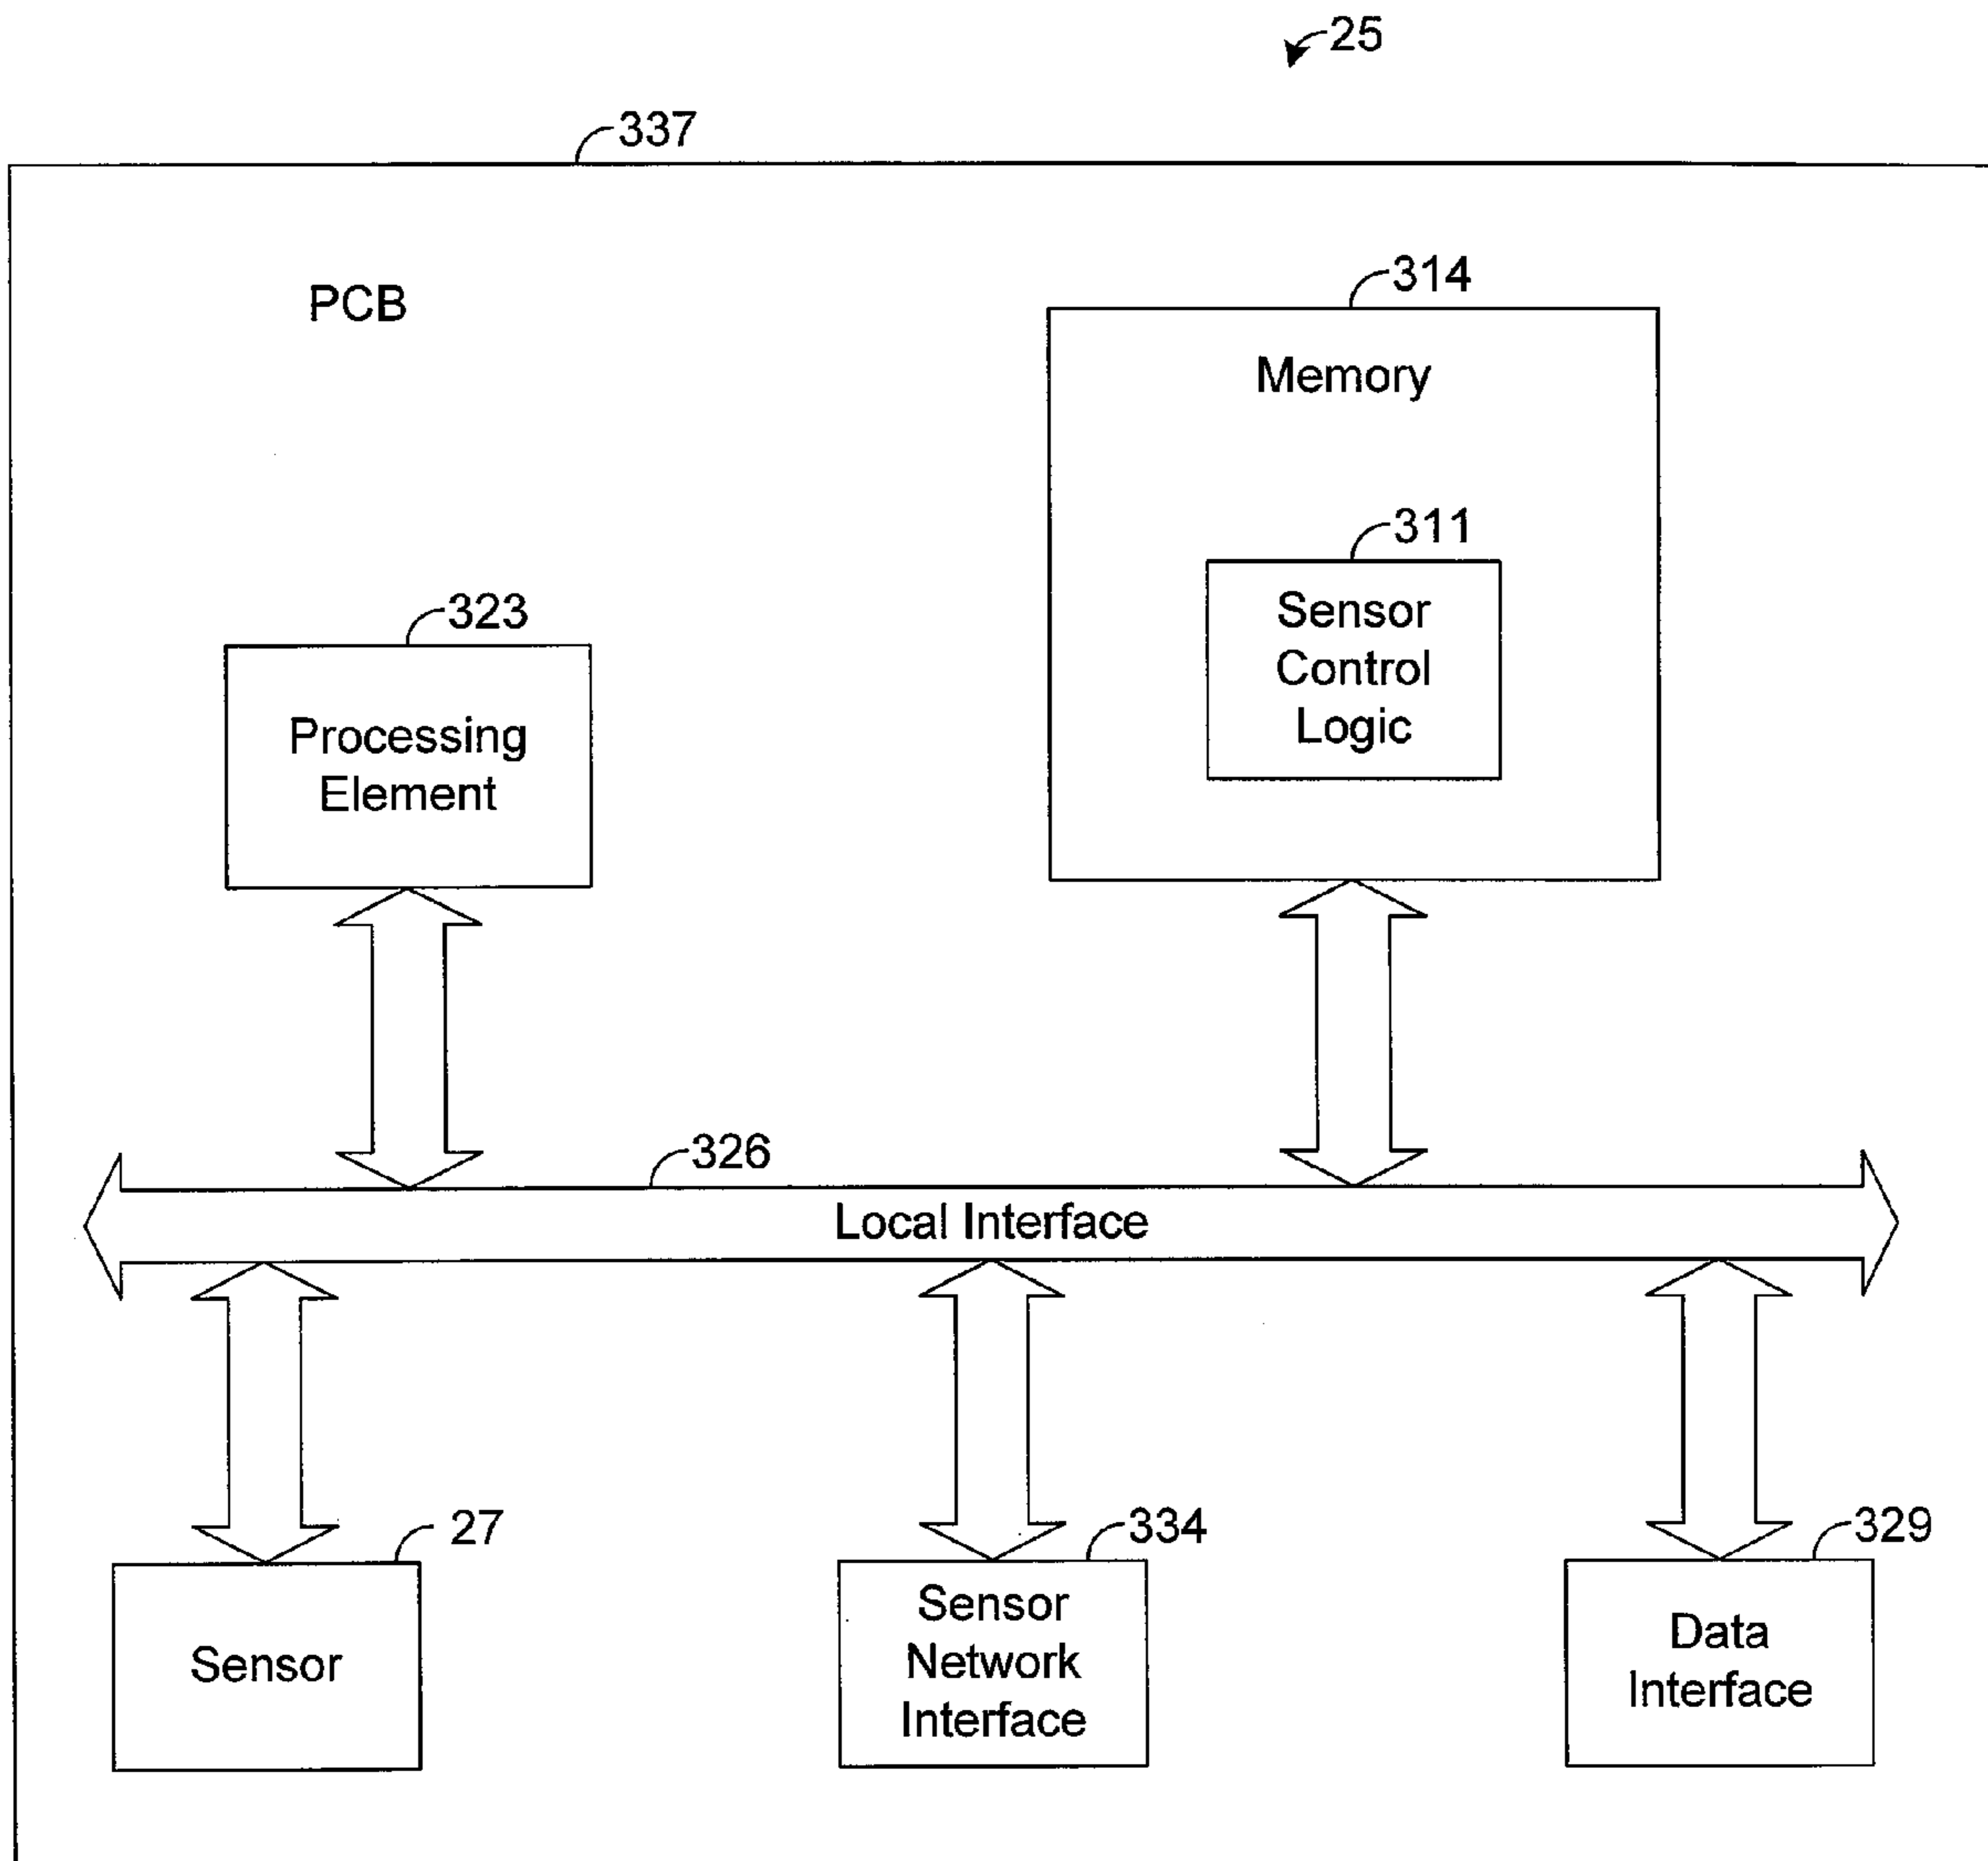 25
337
PCB
314
Memory
311
Sensor
Control
Logic
323
Processing
Element
326
Local Interface
27
Sensor
334
Sensor
Network
Interface
329
Data
Interface